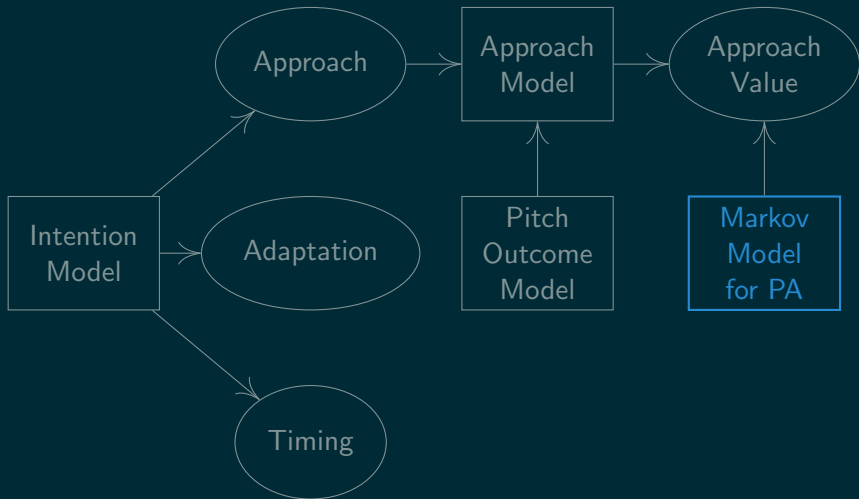 Approach
Approach
Model
Approach
Value
Intention
Model
Adaptation
Pitch
Outcome
Model
Markov
Model
for PA
Timing